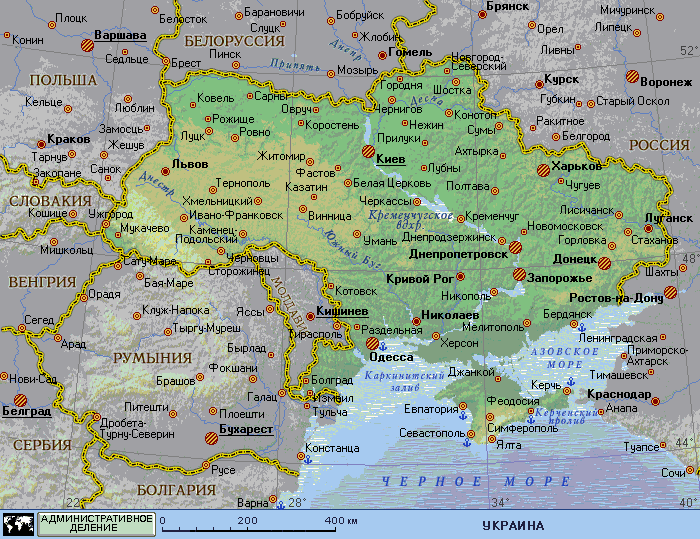 Плоцк
Барановичи
Брянск
Белосток
Слуцк
Бобруйск
Мичуринск
Конин
Варшава
БЕЛОРУССИЯ
Днепр
Жлобин
Орел
Липецк
Седльце
Брест
Пинск
Гомель
Ливны
52°
ПОЛЬША
Припять
Мозырь
Новгород-
Северский
Курск
Воронеж
Кельце
Люблин
Ковель
Сарны
Овруч
Городня
Шостка
Губкин
Старый Оскол
Чернигов
Десна
Замосць
Рожище
Коростень
Нежин
Конотоп
Ракитное
Краков
Жешув
Луцк
Ровно
Прилуки
Сумы
Белгород
Тарнув
Львов
Житомир
Киев
Ахтырка
РОССИЯ
Закопане
Санок
Фастов
Лубны
Харьков
СЛОВАКИЯ
Днестр
Тернополь
Казатин
Белая Церковь
Полтава
Чугуев
Кошице
Ужгород
Хмельницкий
Черкассы
Лисичанск
Луганск
Ивано-Франковск
Винница
Кременчугское
вдхр.
Кременчуг
Новомосковск
Мукачево
Каменец-
Подольский
Умань
Днепродзержинск
Горловка
Стаханов
Мишкольц
Южный Буг
Днепропетровск
Донецк
48°
Сату-Маре
Черновцы
Сторожинец
Кривой Рог
Запорожье
Шахты
ВЕНГРИЯ
Бая-Маре
МОЛДАВИЯ
Котовск
Никополь
Ростов-на-Дону
Орадя
Клуж-Напока
Яссы
Кишинев
Николаев
Бердянск
Сегед
Тыргу-Муреш
Тирасполь
Раздельная
Мелитополь
Ленинградская
Арад
РУМЫНИЯ
Бырлад
Одесса
Херсон
АЗОВСКОЕ
МОРЕ
Приморско-
Ахтарск
Нови-Сад
Брашов
Фокшани
Болград
Каркинитский
залив
Джанкой
Керчь
Тимашевск
Белград
Питешти
Галац
Измаил
Евпатория
Феодосия
Краснодар
Плоешти
Тульча
Керченский
пролив
Анапа
Дробета-
Турну-Северин
Бухарест
Севастополь
Симферополь
СЕРБИЯ
Констанца
Ялта
Туапсе
44°
Русе
ЧЕРНОЕ МОРЕ
Сочи
БОЛГАРИЯ
Варна
22°
28°
34°
40°
АДМИНИСТРАТИВНОЕ
ДЕЛЕНИЕ
0 200 400 км
УКРАИНА